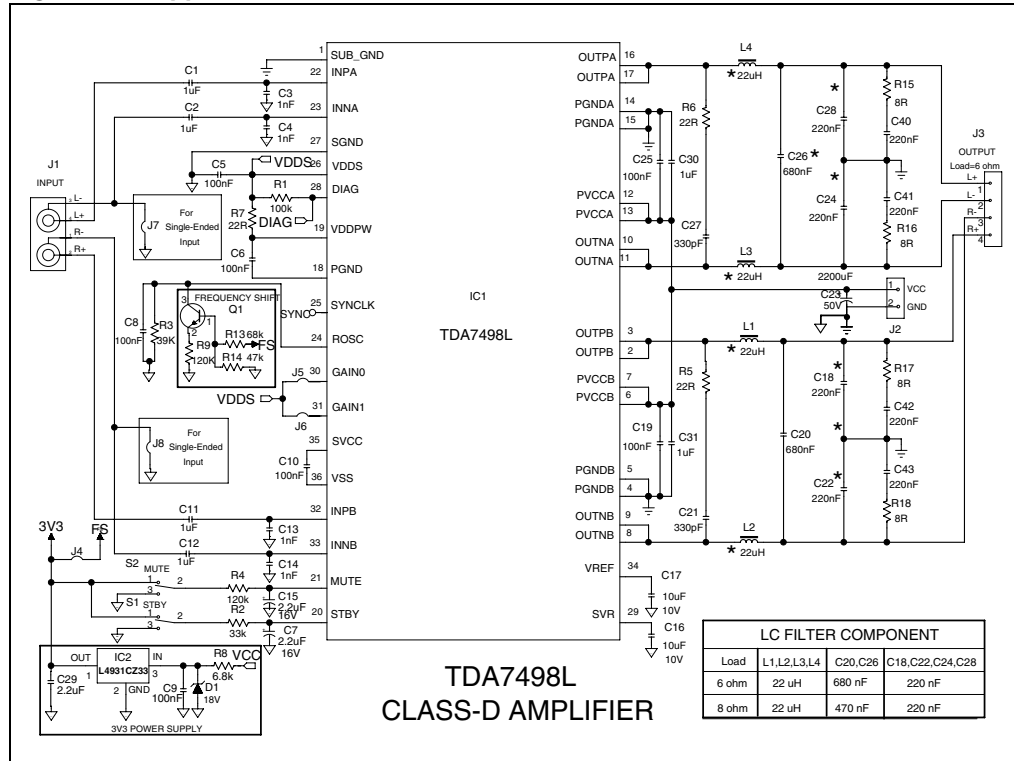 1 SUB_GND
22 INPA
C1
1uF
C3
1nF
C2
1uF
23 INNA
C4
1nF
27 SGND
VDDS
26 VDDS
C5
100nF
R1
100k
28 DIAG
R7
22R
DIAG
19 VDDPW
C6
100nF
18 PGND
J1
INPUT
L-
L+
R-
R+
J7
For
Single-Ended
Input
FREQUENCY SHIFT
Q1
3
1
2
SYNC
25 SYNCLK
C8
100nF
R3
39K
R9
120K
R13 68k
FS
R14 47k
24 ROSC
30 GAIN0
J5
VDDS
31 GAIN1
J6
J8
For
Single-Ended
Input
35 SVCC
C10
100nF
36 VSS
32 INPB
C11
1uF
C13
1nF
33 INNB
C12
1uF
C14
1nF
3V3
FS
J4
S2 MUTE
1
2
3
R4
120k
C15
2.2uF
16V
21 MUTE
S1 STBY
1
2
3
R2
33k
C7
2.2uF
16V
20 STBY
OUT
IC2
L4931CZ33
IN
1
3
2 GND
R8
6.8k
VCC
C29
2.2uF
C9
100nF
D1
18V
3V3 POWER SUPPLY
IC1
TDA7498L
OUTPA 16
OUTPA 17
PGNDA 14
PGNDA 15
PVCCA 12
PVCCA 13
OUTNA 10
OUTNA 11
OUTPB 3
OUTPB 2
PVCCB 7
PVCCB 6
PGNDB 5
PGNDB 4
OUTNB 9
OUTNB 8
VREF 34
SVR 29
L4
* 22uH
R6
22R
C25
100nF
C30
1uF
C27
330pF
L3
* 22uH
C26 *
680nF
*
C28
220nF
*
C24
220nF
R15
8R
C40
220nF
C41
220nF
R16
8R
J3
OUTPUT
Load=6 ohm
L+
1
L-
2
R-
3
R+
4
2200uF
C23
50V
1 VCC
2 GND
J2
L1
* 22uH
R5
22R
C19
100nF
C31
1uF
C21
330pF
L2
* 22uH
C20
680nF
*
C18
220nF
*
*
C22
220nF
R17
8R
C42
220nF
C43
220nF
R18
8R
C17
10uF
10V
C16
10uF
10V
TDA7498L
CLASS-D AMPLIFIER
LC FILTER COMPONENT
Load L1,L2,L3,L4 C20,C26 C18,C22,C24,C28
6 ohm 22 uH 680 nF 220 nF
8 ohm 22 uH 470 nF 220 nF